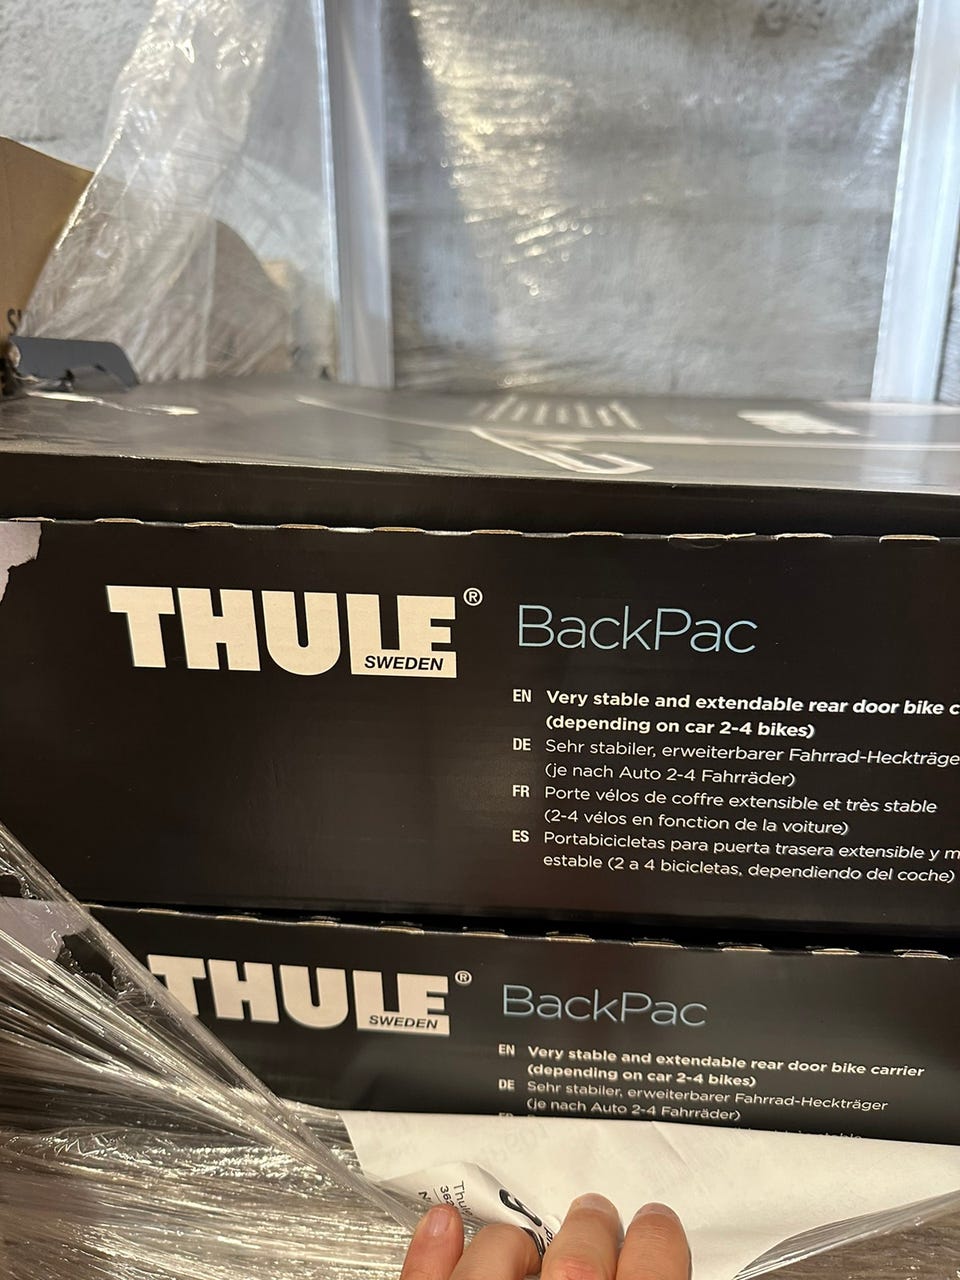 THULE®
SWEDEN
BackPac
EN Very stable and extendable rear door bike c
(depending on car 2-4 bikes)
DE Sehr stabiler, erweiterbarer Fahrrad-Heckträge
(je nach Auto 2-4 Fahrräder)
FR Porte vélos de coffre extensible et très stable
(2-4 vélos en fonction de la voiture)
ES Portabicicletas para puerta trasera extensible y m
estable (2 a 4 bicicletas, dependiendo del coche)
THULE®
SWEDEN
BackPac
EN Very stable and extendable rear door bike carrier
(depending on car 2-4 bikes)
DE Sehr stabiler, erweiterbarer Fahrrad-Heckträger
(je nach Auto 2-4 Fahrräder)
Thule